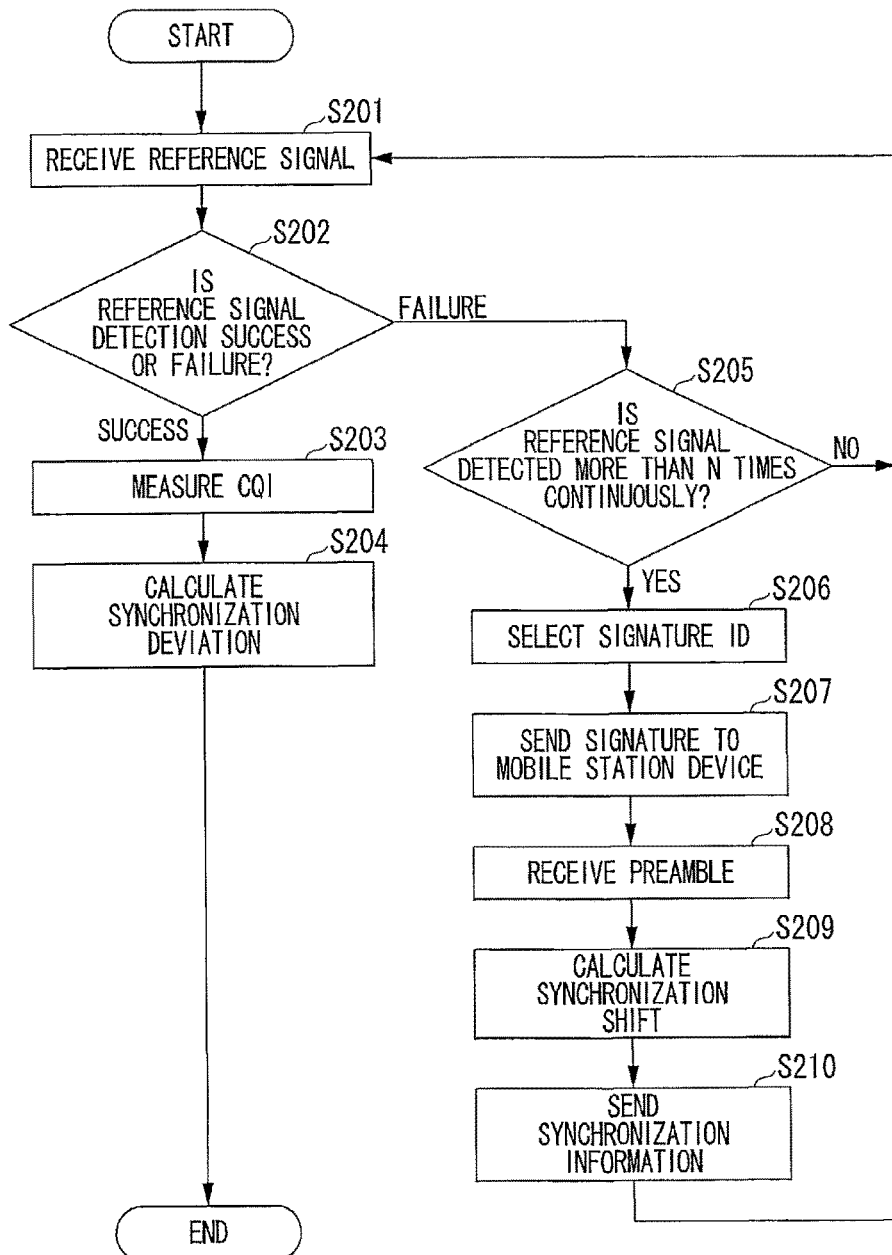 START
S201
RECEIVE REFERENCE SIGNAL
S202
IS
REFERENCE SIGNAL
DETECTION SUCCESS
OR FAILURE?
FAILURE
SUCCESS
S203
MEASURE CQI
S204
CALCULATE
SYNCHRONIZATION
DEVIATION
S205
IS
REFERENCE SIGNAL
DETECTED MORE THAN N TIMES
CONTINUOUSLY?
NO
YES
S206
SELECT SIGNATURE ID
S207
SEND SIGNATURE TO
MOBILE STATION DEVICE
S208
RECEIVE PREAMBLE
S209
CALCULATE
SYNCHRONIZATION
SHIFT
S210
SEND
SYNCHRONIZATION
INFORMATION
END